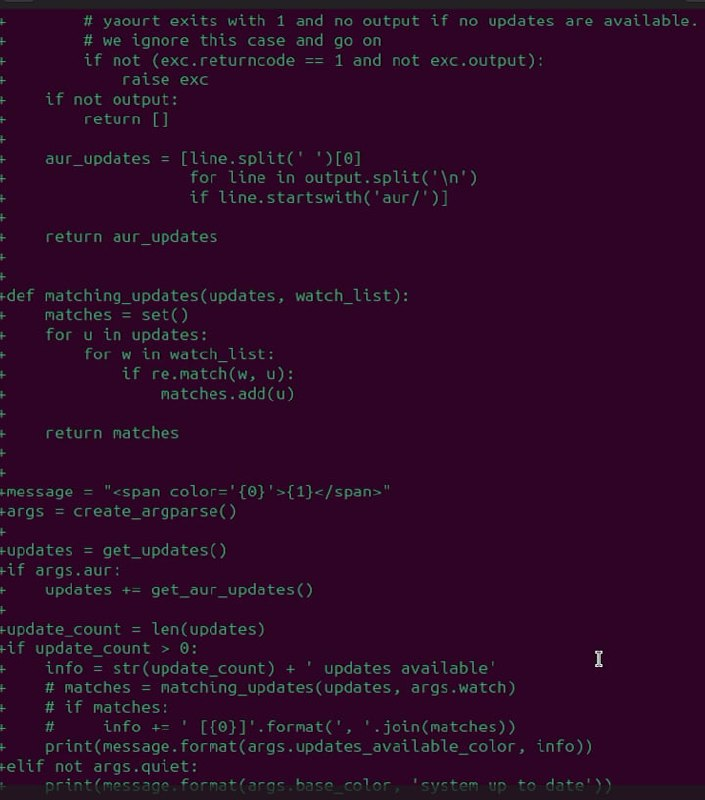 +        # yaourt exits with 1 and no output if no updates are available.
+        # we ignore this case and go on
+        if not (exc.returncode == 1 and not exc.output):
+            raise exc
+    if not output:
+        return []
+
+    aur_updates = [line.split(' ')[0]
+                   for line in output.split('\n')
+                   if line.startswith('aur/')]
+
+    return aur_updates
+
+
+def matching_updates(updates, watch_list):
+    matches = set()
+    for u in updates:
+        for w in watch_list:
+            if re.match(w, u):
+                matches.add(u)
+
+    return matches
+
+
+message = "<span color='{0}'>{1}</span>"
+args = create_argparse()
+
+updates = get_updates()
+if args.aur:
+    updates += get_aur_updates()
+
+update_count = len(updates)
+if update_count > 0:
+    info = str(update_count) + ' updates available'
+    # matches = matching_updates(updates, args.watch)
+    # if matches:
+    #     info += ' [{0}]'.format(', '.join(matches))
+    print(message.format(args.updates_available_color, info))
+elif not args.quiet:
+    print(message.format(args.base_color, 'system up to date'))